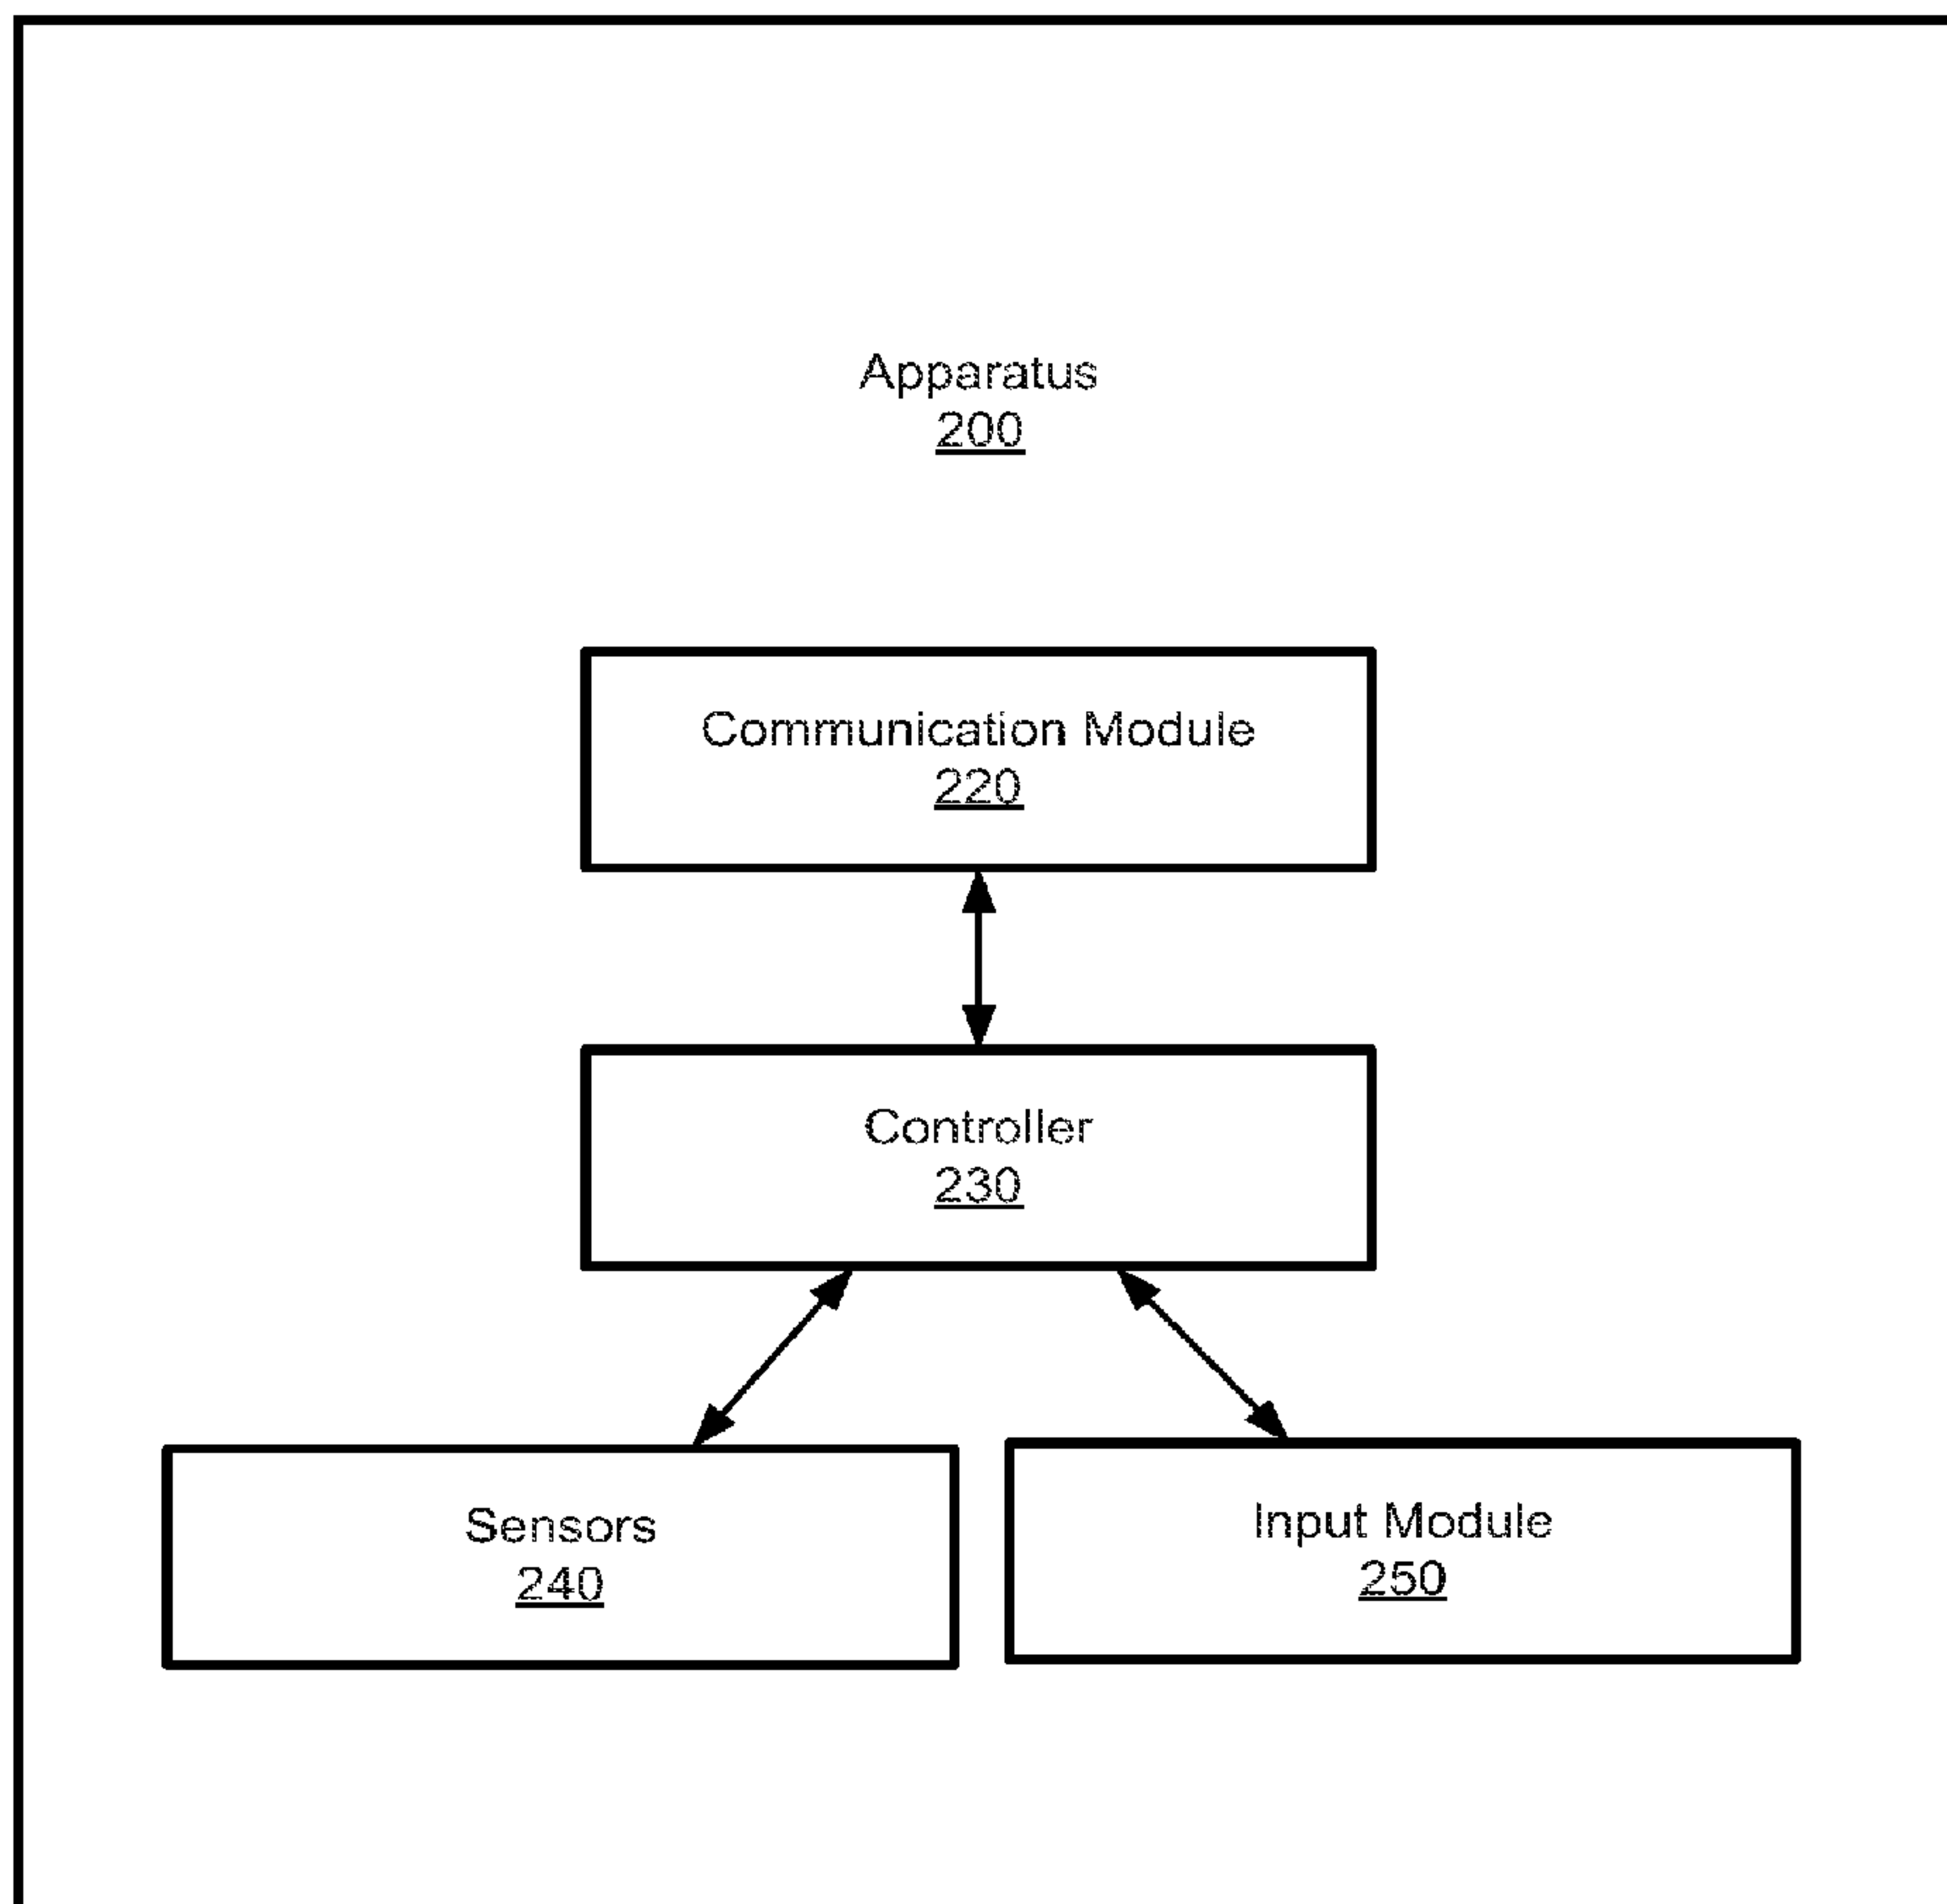 Apparatus
200
Communication Module
220
Controller
230
Sensors
240
Input Module
250